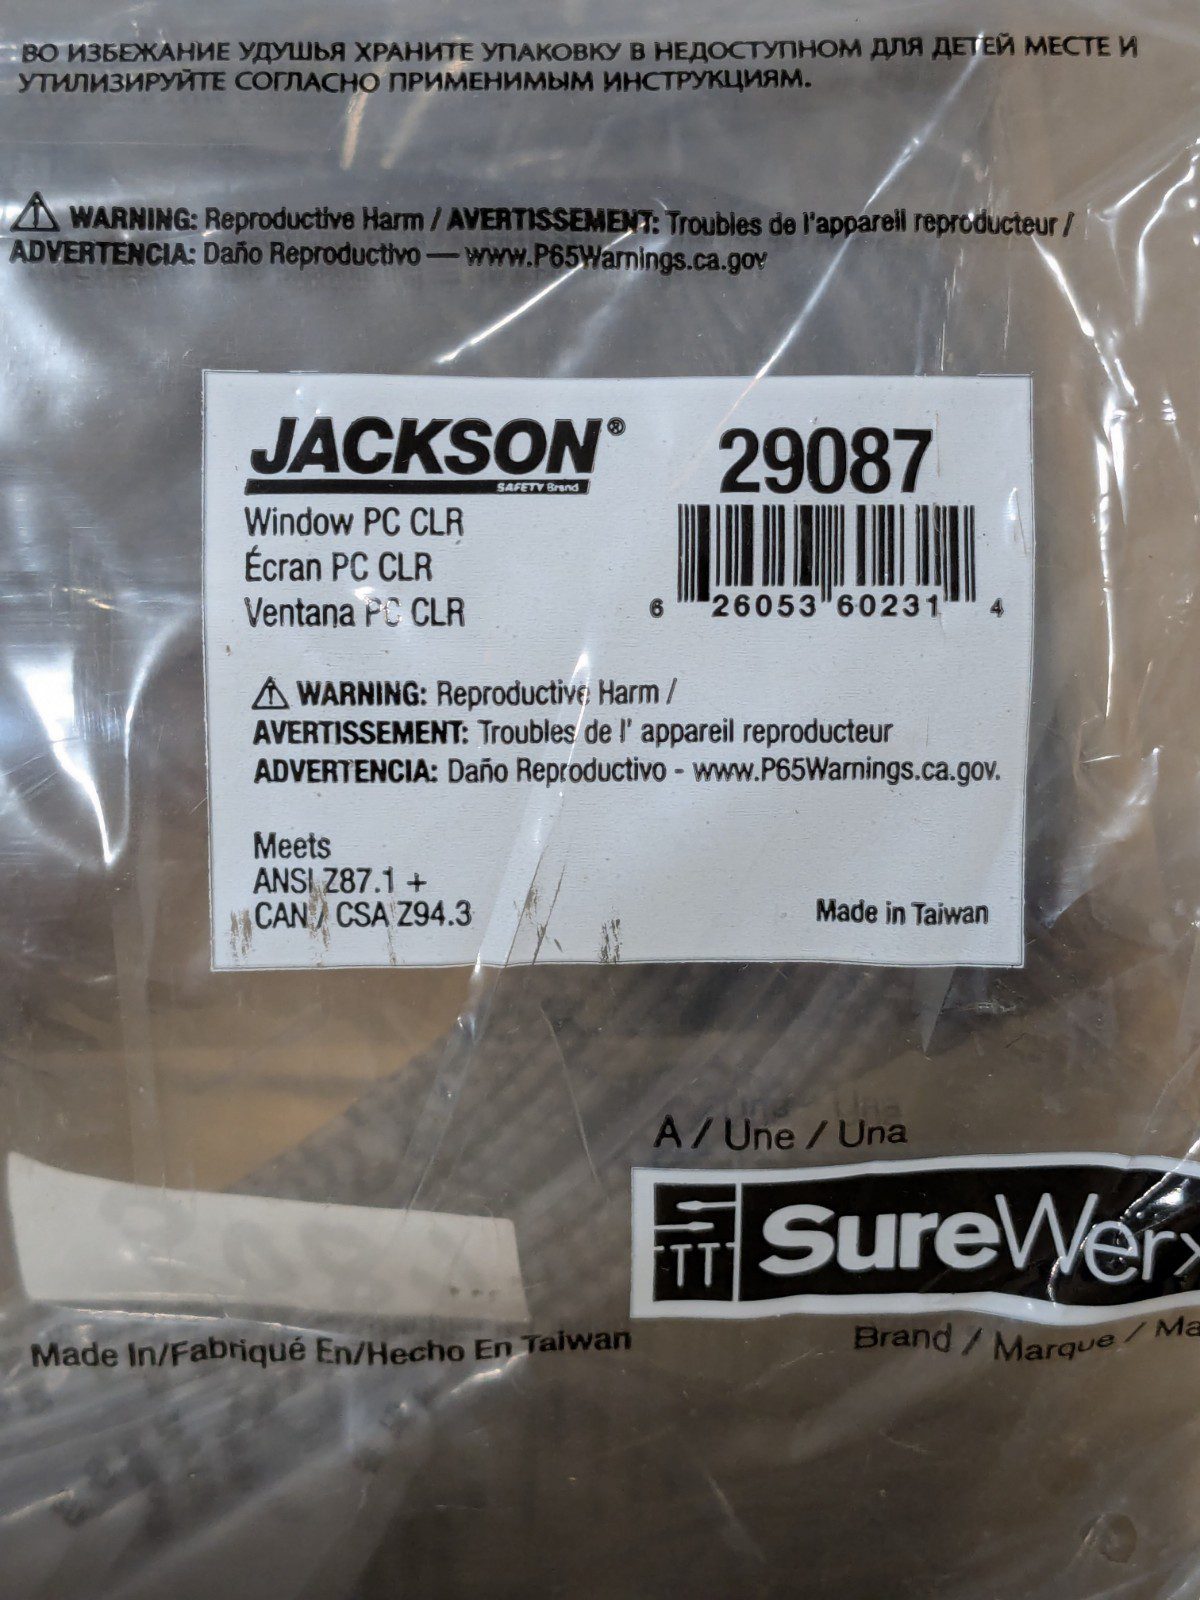 ВО ИЗБЕЖАНИЕ УДУШЬЯ ХРАНИТЕ УПАКОВКУ В НЕДОСТУПНОМ ДЛЯ ДЕТЕЙ МЕСТЕ И
УТИЛИЗИРУЙТЕ СОГЛАСНО ПРИМЕНИМЫМ ИНСТРУКЦИЯМ.
⚠ WARNING: Reproductive Harm / AVERTISSEMENT: Troubles de l'appareil reproducteur /
ADVERTENCIA: Daño Reproductivo — www.P65Warnings.ca.gov
JACKSON®
SAFETY Brand
29087
Window PC CLR
Écran PC CLR
Ventana PC CLR
6 26053 60231 4
⚠ WARNING: Reproductive Harm /
AVERTISSEMENT: Troubles de l' appareil reproducteur
ADVERTENCIA: Daño Reproductivo - www.P65Warnings.ca.gov.
Meets
ANSI Z87.1 +
CAN / CSA Z94.3
Made in Taiwan
A / Une / Una
SureWerx
Made In/Fabriqué En/Hecho En Taiwan
Brand / Marque / Ma